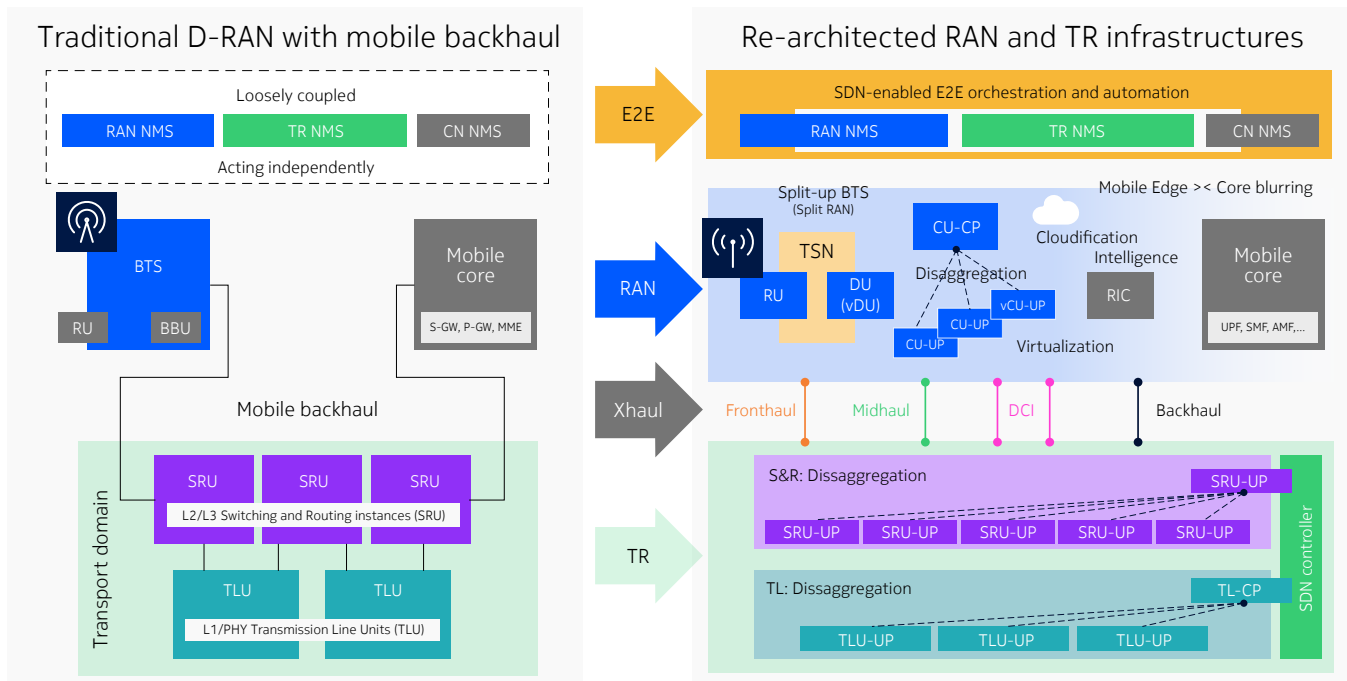 Traditional D-RAN with mobile backhaul
Loosely coupled
RAN NMS
TR NMS
CN NMS
Acting independently
BTS
RU
BBU
Mobile
core
S-GW, P-GW, MME
Mobile backhaul
Transport domain
SRU
SRU
SRU
L2/L3 Switching and Routing instances (SRU)
TLU
TLU
L1/PHY Transmission Line Units (TLU)
E2E
RAN
Xhaul
TR
Re-architected RAN and TR infrastructures
SDN-enabled E2E orchestration and automation
RAN NMS
TR NMS
CN NMS
Split-up BTS
(Split RAN)
Mobile Edge >< Core blurring
TSN
RU
DU
(vDU)
CU-CP
Disaggregation
vCU-UP
CU-UP
CU-UP
Cloudification
Intelligence
RIC
Virtualization
Mobile
core
UPF, SMF, AMF,...
Fronthaul
Midhaul
DCI
Backhaul
S&R: Dissaggregation
SRU-UP
SRU-UP
SRU-UP
SRU-UP
SRU-UP
SRU-UP
TL: Dissaggregation
TL-CP
TLU-UP
TLU-UP
TLU-UP
SDN controller